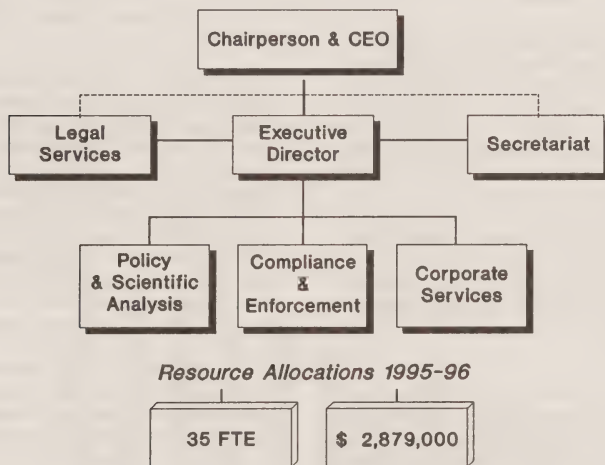 Chairperson & CEO
Legal
Services
Executive
Director
Secretariat
Policy
& Scientific
Analysis
Compliance
&
Enforcement
Corporate
Services
Resource Allocations 1995-96
35 FTE
$ 2,879,000